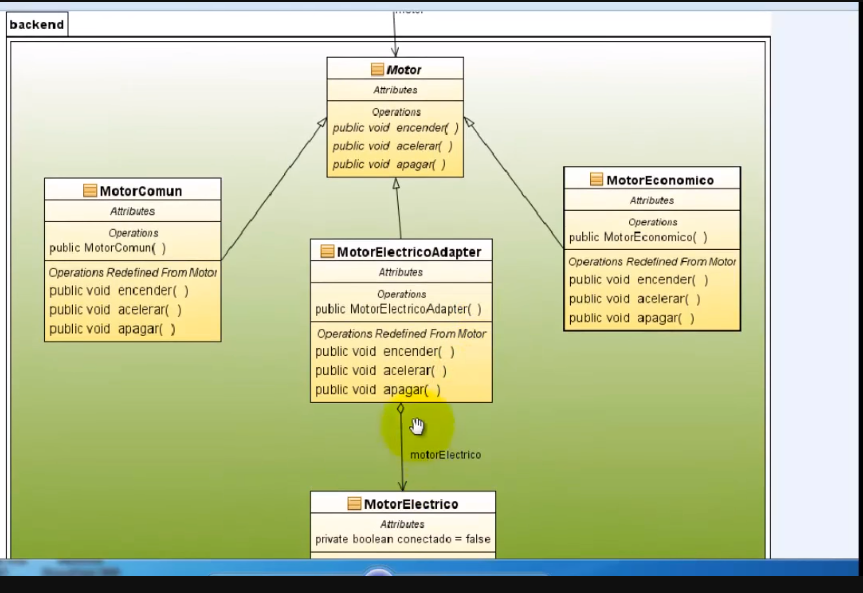 backend
Motor
Attributes
Operations
public void encender( )
public void acelerar( )
public void apagar( )
MotorComun
Attributes
Operations
public MotorComun( )
Operations Redefined From Motor
public void encender( )
public void acelerar( )
public void apagar( )
MotorElectricoAdapter
Attributes
Operations
public MotorElectricoAdapter( )
Operations Redefined From Motor
public void encender( )
public void acelerar( )
public void apagar( )
MotorEconomico
Attributes
Operations
public MotorEconomico( )
Operations Redefined From Motor
public void encender( )
public void acelerar( )
public void apagar( )
motorElectrico
MotorElectrico
Attributes
private boolean conectado = false